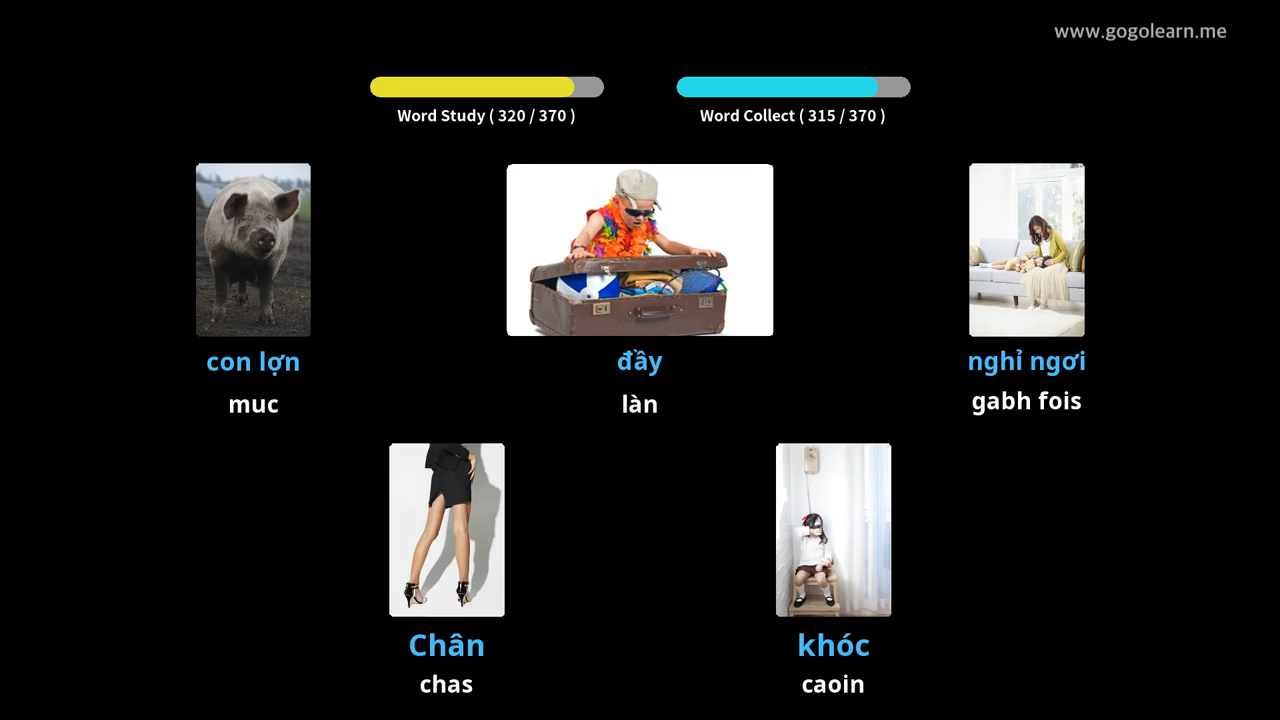 www.gogolearn.me
Word Study ( 320 / 370 )
Word Collect ( 315 / 370 )
con lợn
muc
đầy
làn
nghỉ ngơi
gabh fois
Chân
chas
khóc
caoin